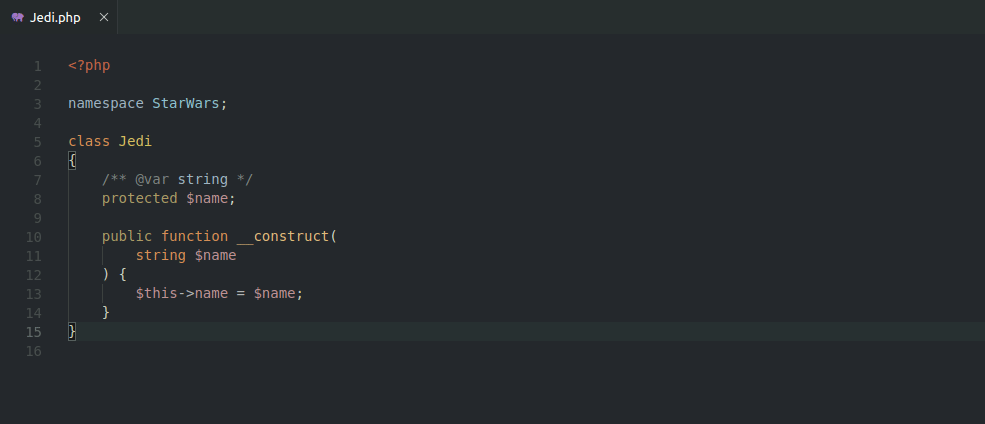 Jedi.php
1 <?php
2
3 namespace StarWars;
4
5 class Jedi
6 {
7     /** @var string */
8     protected $name;
9
10     public function __construct(
11         string $name
12     ) {
13         $this->name = $name;
14     }
15 }
16